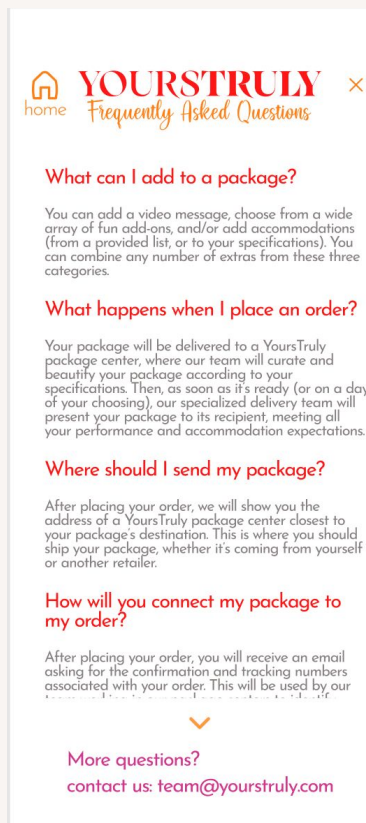 YOURSTRULY
home
Frequently Asked Questions
What can I add to a package?
You can add a video message, choose from a wide
array of fun add-ons, and/or add accommodations
(from a provided list, or to your specifications). You
can combine any number of extras from these three
categories.
What happens when I place an order?
Your package will be delivered to a YoursTruly
package center, where our team will curate and
beautify your package according to your
specifications. Then, as soon as it's ready (or on a day
of your choosing), our specialized delivery team will
present your package to its recipient, meeting all
your performance and accommodation expectations.
Where should I send my package?
After placing your order, we will show you the
address of a YoursTruly package center closest to
your package's destination. This is where you should
ship your package, whether it's coming from yourself
or another retailer.
How will you connect my package to
my order?
After placing your order, you will receive an email
asking for the confirmation and tracking numbers
associated with your order. This will be used by our
More questions?
contact us: team@yourstruly.com